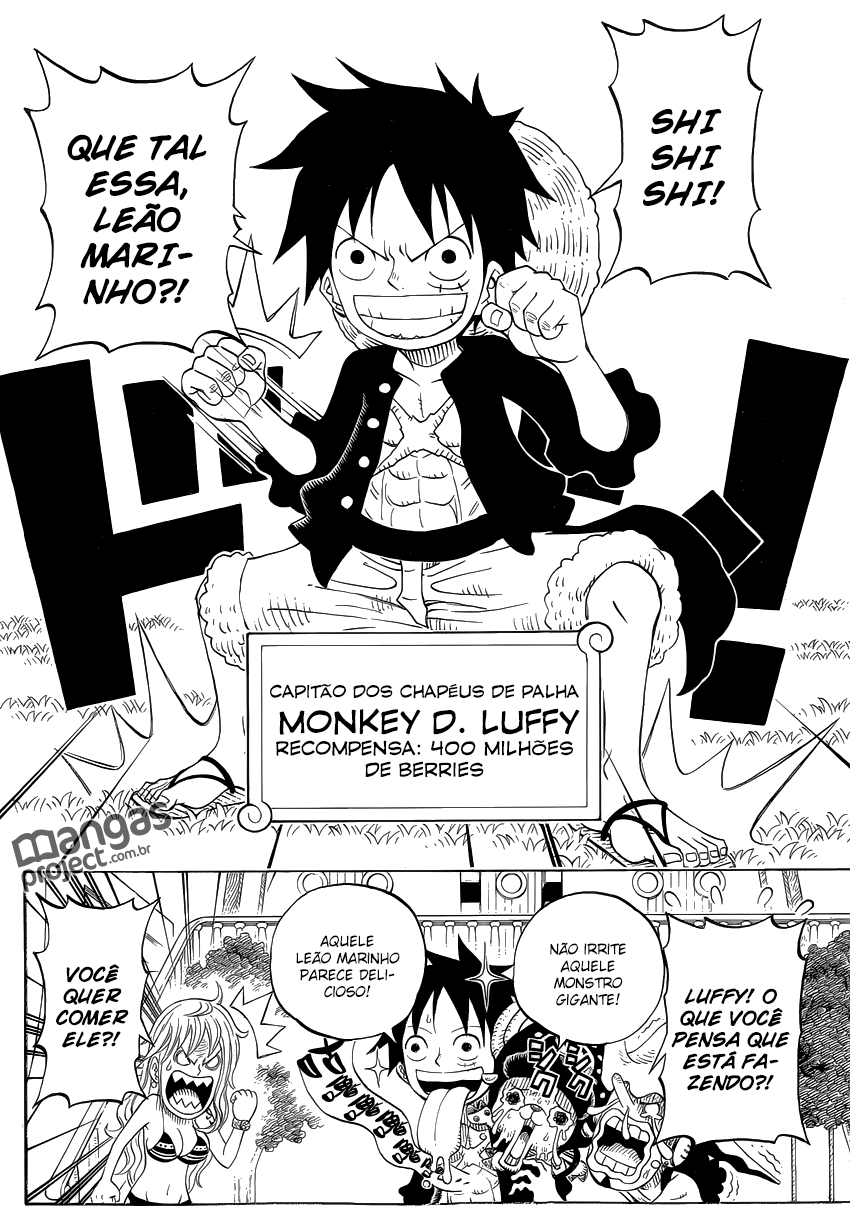 SHI
SHI
SHI!
QUE TAL
ESSA,
LEÃO
MARI-
NHO?!
CAPITÃO DOS CHAPÉUS DE PALHA
MONKEY D. LUFFY
RECOMPENSA: 400 MILHÕES
DE BERRIES
mangas
project.com.br
LUFFY! O
QUE VOCÊ
PENSA QUE
ESTÁ FA-
ZENDO?!
NÃO IRRITE
AQUELE
MONSTRO
GIGANTE!
AQUELE
LEÃO MARINHO
PARECE DELI-
CIOSO!
VOCÊ
QUER
COMER
ELE?!